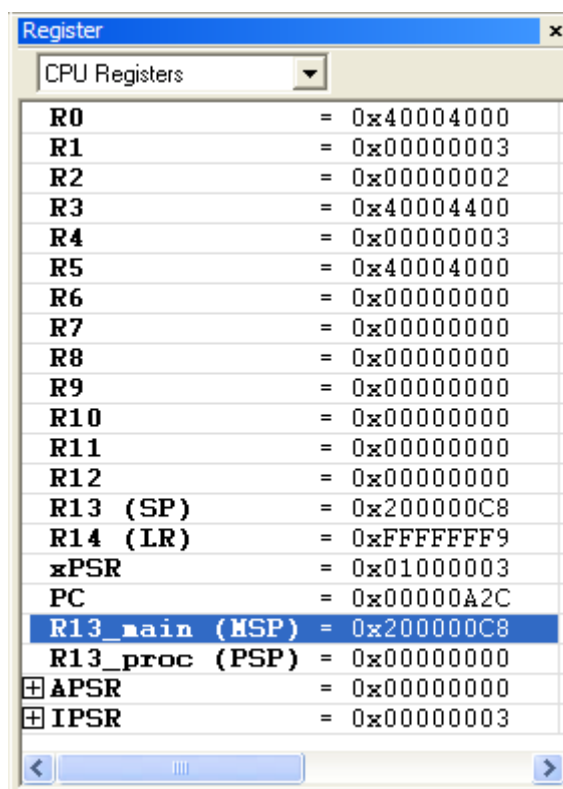 Register
CPU Registers
R0 = 0x40004000
R1 = 0x00000003
R2 = 0x00000002
R3 = 0x40004400
R4 = 0x00000003
R5 = 0x40004000
R6 = 0x00000000
R7 = 0x00000000
R8 = 0x00000000
R9 = 0x00000000
R10 = 0x00000000
R11 = 0x00000000
R12 = 0x00000000
R13 (SP) = 0x200000C8
R14 (LR) = 0xFFFFFFF9
xPSR = 0x01000003
PC = 0x00000A2C
R13_main (MSP) = 0x200000C8
R13_proc (PSP) = 0x00000000
APSR = 0x00000000
IPSR = 0x00000003